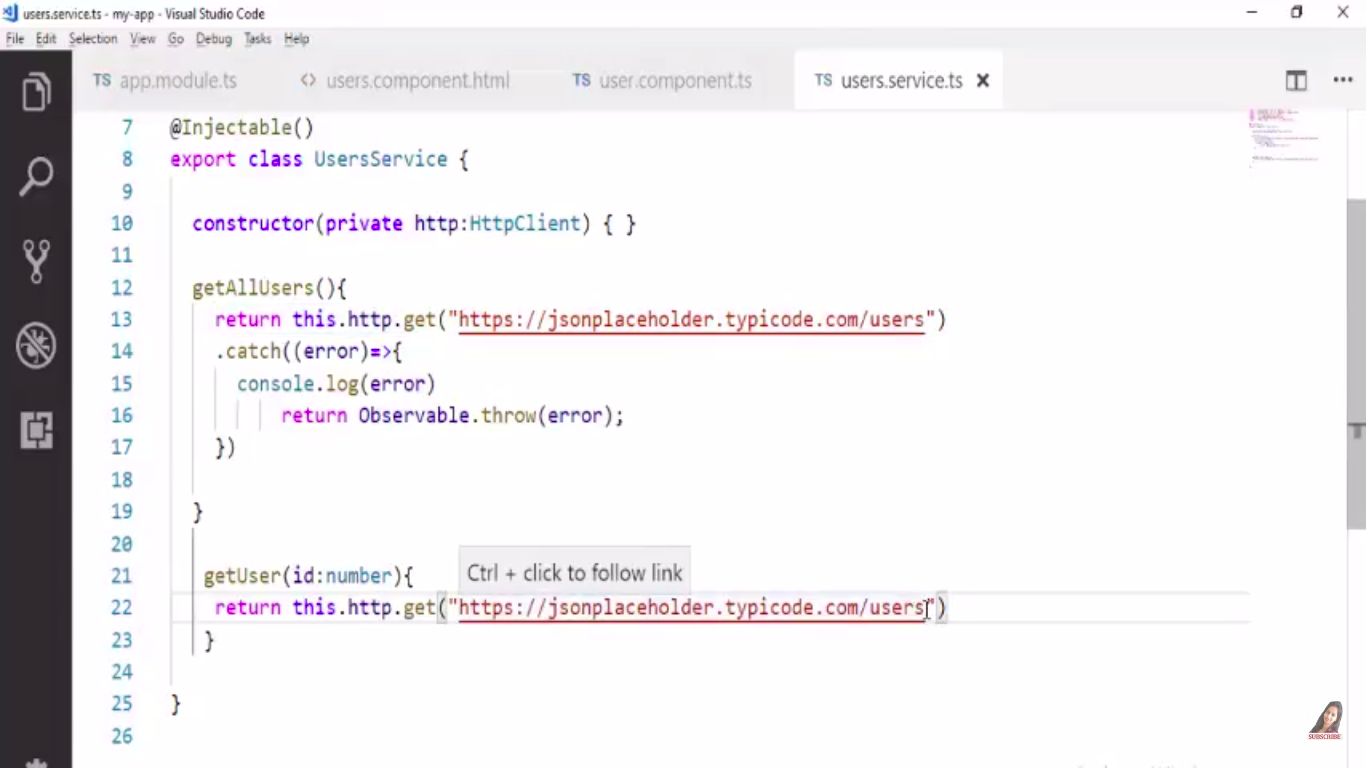 users.service.ts - my-app - Visual Studio Code
File Edit Selection View Go Debug Tasks Help
TS app.module.ts <> users.component.html TS user.component.ts TS users.service.ts
7 @Injectable()
8 export class UsersService {
9
10 constructor(private http:HttpClient) { }
11
12 getAllUsers(){
13 return this.http.get("https://jsonplaceholder.typicode.com/users")
14 .catch((error)=>{
15 console.log(error)
16 return Observable.throw(error);
17 })
18
19 }
20
Ctrl + click to follow link
21 getUser(id:number){
22 return this.http.get("https://jsonplaceholder.typicode.com/users")
23 }
24
25 }
26
SUBSCRIBE